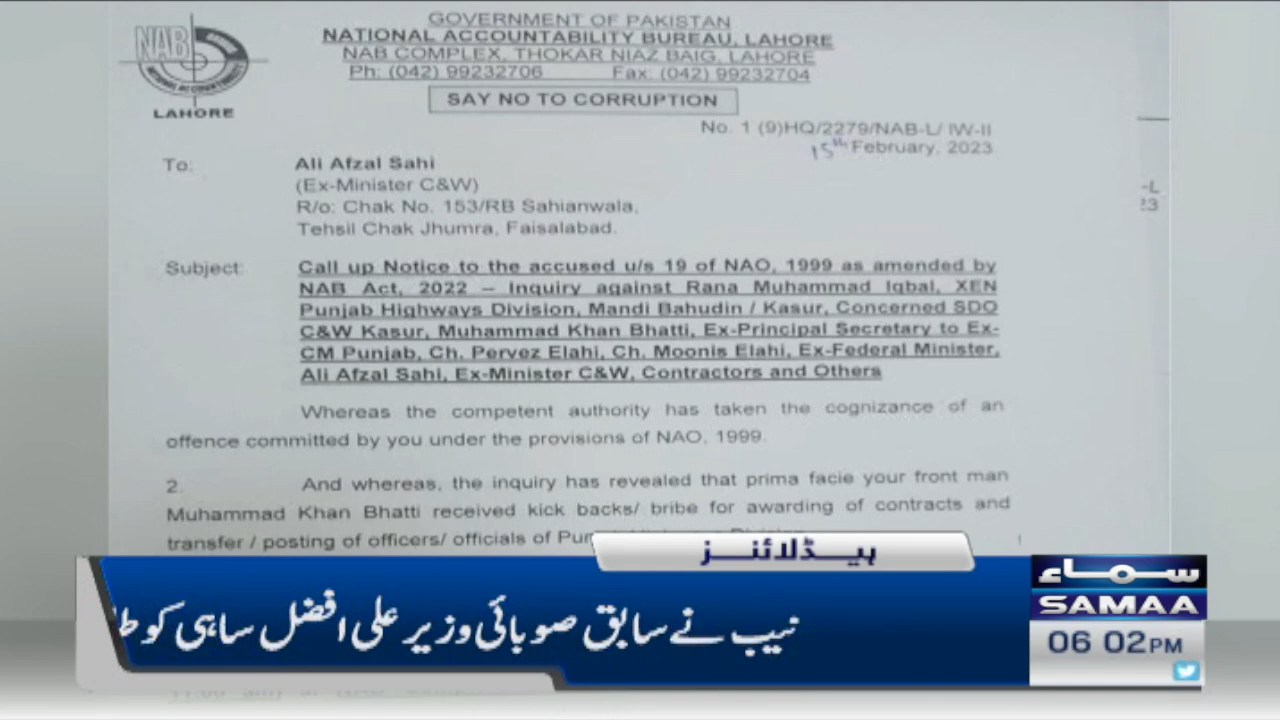 GOVERNMENT OF PAKISTAN
NATIONAL ACCOUNTABILITY BUREAU, LAHORE
NAB COMPLEX, THOKAR NIAZ BAIG, LAHORE
Ph: (042) 99232706 Fax: (042) 99232704
NAB
LAHORE
SAY NO TO CORRUPTION
No. 1 (9)HQ/2279/NAB-L/ IW-II
15th February, 2023
To: Ali Afzal Sahi
(Ex-Minister C&W)
R/o: Chak No. 153/RB Sahianwala,
Tehsil Chak Jhumra, Faisalabad.
Subject: Call up Notice to the accused u/s 19 of NAO, 1999 as amended by
NAB Act, 2022 – Inquiry against Rana Muhammad Iqbal, XEN
Punjab Highways Division, Mandi Bahudin / Kasur, Concerned SDO
C&W Kasur, Muhammad Khan Bhatti, Ex-Principal Secretary to Ex-
CM Punjab, Ch. Pervez Elahi, Ch. Moonis Elahi, Ex-Federal Minister,
Ali Afzal Sahi, Ex-Minister C&W, Contractors and Others
Whereas the competent authority has taken the cognizance of an
offence committed by you under the provisions of NAO, 1999.
2. And whereas, the inquiry has revealed that prima facie your front man
Muhammad Khan Bhatti received kick backs/ bribe for awarding of contracts and
transfer / posting of officers/ officials of
ہیڈلائنز
نیب نے سابق صوبائی وزیر علی افضل ساہی کو
سماء
SAMAA
06 02PM